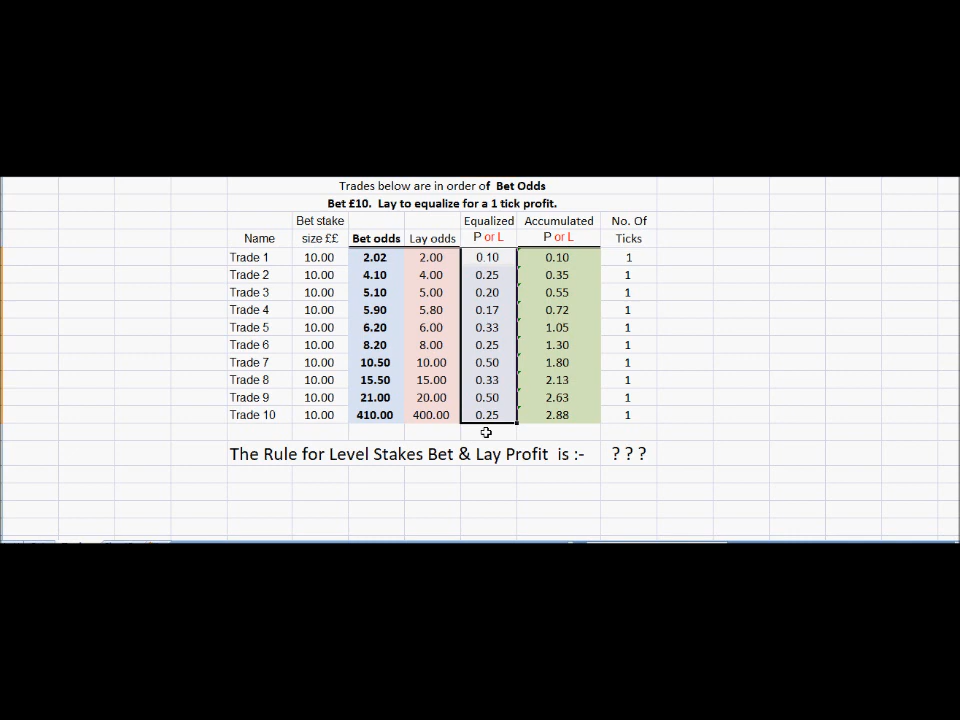 Trades below are in order of Bet Odds
Bet £10. Lay to equalize for a 1 tick profit.
Bet stake Equalized Accumulated No. Of
Name size ££ Bet odds Lay odds P or L P or L Ticks
Trade 1 10.00 2.02 2.00 0.10 0.10 1
Trade 2 10.00 4.10 4.00 0.25 0.35 1
Trade 3 10.00 5.10 5.00 0.20 0.55 1
Trade 4 10.00 5.90 5.80 0.17 0.72 1
Trade 5 10.00 6.20 6.00 0.33 1.05 1
Trade 6 10.00 8.20 8.00 0.25 1.30 1
Trade 7 10.00 10.50 10.00 0.50 1.80 1
Trade 8 10.00 15.50 15.00 0.33 2.13 1
Trade 9 10.00 21.00 20.00 0.50 2.63 1
Trade 10 10.00 410.00 400.00 0.25 2.88 1
The Rule for Level Stakes Bet & Lay Profit is :- ? ? ?